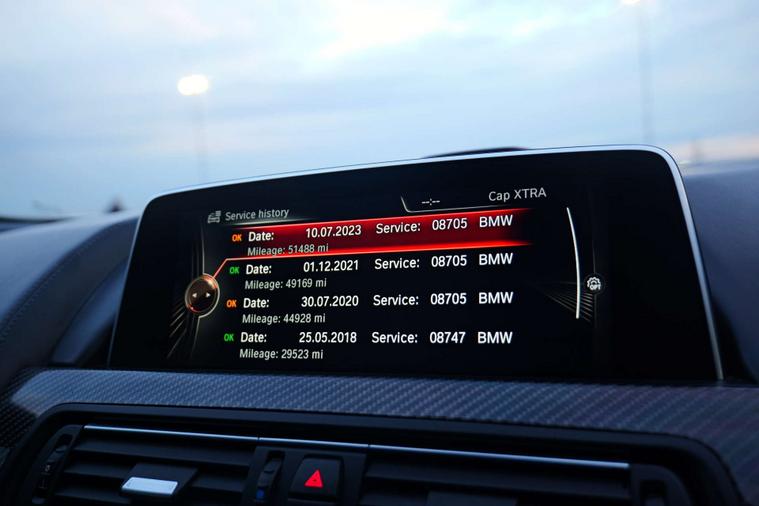 Service history
--:--
Cap XTRA
OK Date: 10.07.2023 Service: 08705 BMW
Mileage: 51488 mi
OK Date: 01.12.2021 Service: 08705 BMW
Mileage: 49169 mi
OK Date: 30.07.2020 Service: 08705 BMW
Mileage: 44928 mi
OK Date: 25.05.2018 Service: 08747 BMW
Mileage: 29523 mi
OPT